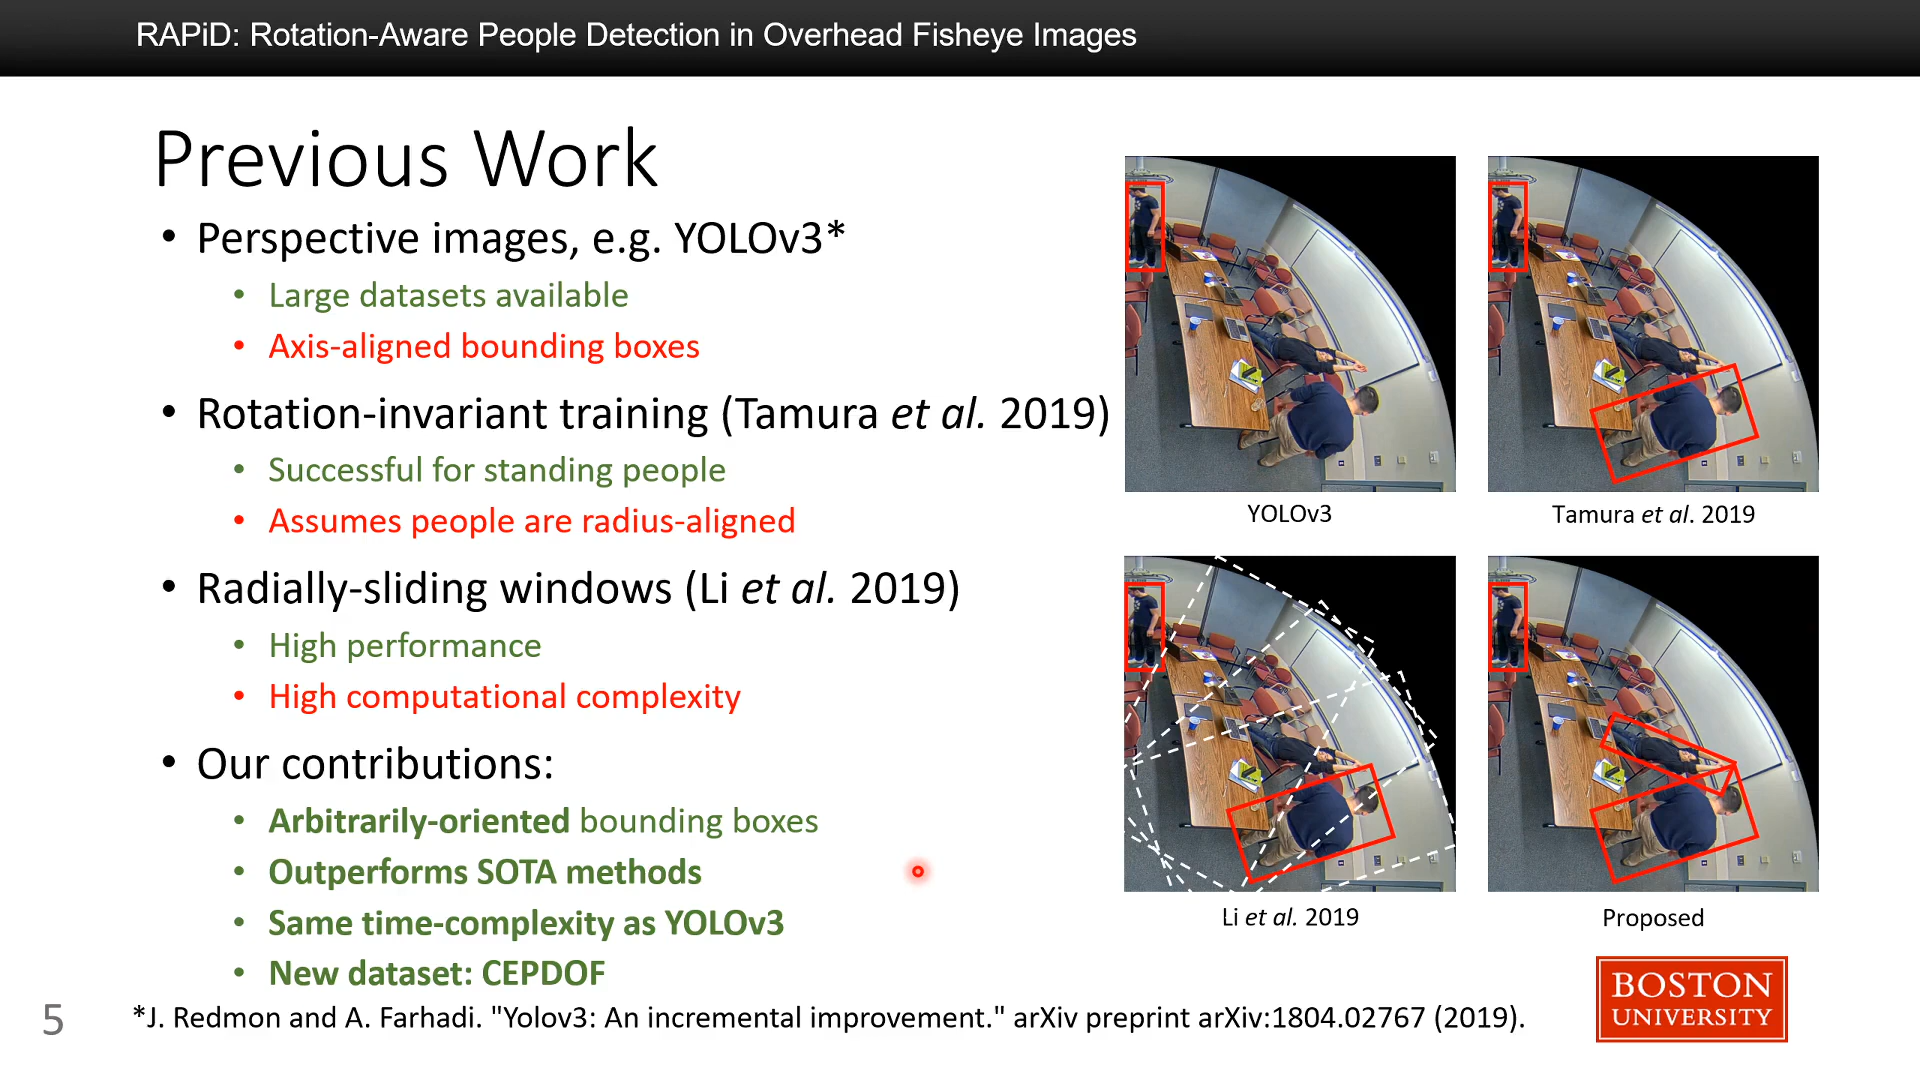 RAPiD: Rotation-Aware People Detection in Overhead Fisheye Images
Previous Work
• Perspective images, e.g. YOLOv3*
• Large datasets available
• Axis-aligned bounding boxes
• Rotation-invariant training (Tamura et al. 2019)
• Successful for standing people
• Assumes people are radius-aligned
• Radially-sliding windows (Li et al. 2019)
• High performance
• High computational complexity
• Our contributions:
• Arbitrarily-oriented bounding boxes
• Outperforms SOTA methods
• Same time-complexity as YOLOv3
• New dataset: CEPDOF
YOLOv3
Tamura et al. 2019
Li et al. 2019
Proposed
5
*J. Redmon and A. Farhadi. "Yolov3: An incremental improvement." arXiv preprint arXiv:1804.02767 (2019).
BOSTON
UNIVERSITY